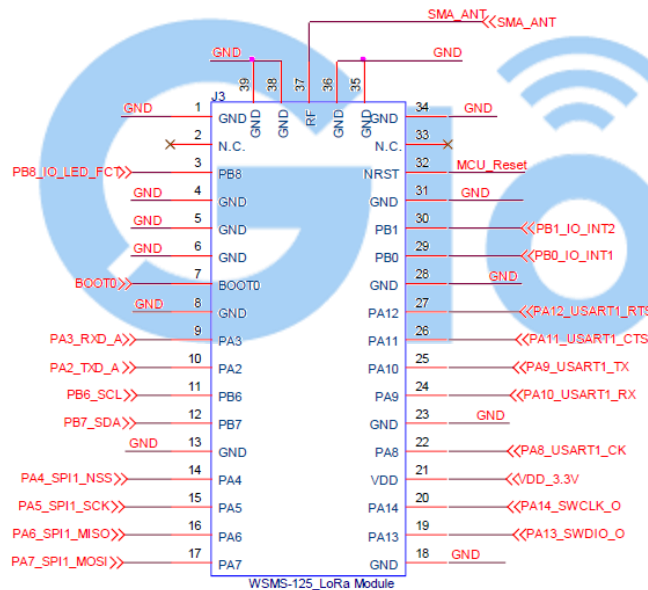 SMA_ANT
SMA_ANT
GND
GND
39
38
37
36
35
J3
GND
GND
RF
GND
GND
GND 1 GND
2 N.C.
PB8_IO_LED_FCT 3 PB8
GND 4 GND
GND 5 GND
GND 6 GND
BOOT0 7 BOOT0
GND 8 GND
PA3_RXD_A 9 PA3
PA2_TXD_A 10 PA2
PB6_SCL 11 PB6
PB7_SDA 12 PB7
GND 13 GND
PA4_SPI1_NSS 14 PA4
PA5_SPI1_SCK 15 PA5
PA6_SPI1_MISO 16 PA6
PA7_SPI1_MOSI 17 PA7
GND 34 GND
N.C. 33
NRST 32 MCU_Reset
GND 31 GND
PB1 30 PB1_IO_INT2
PB0 29 PB0_IO_INT1
GND 28 GND
PA12 27 PA12_USART1_RTS
PA11 26 PA11_USART1_CTS
PA10 25 PA9_USART1_TX
PA9 24 PA10_USART1_RX
GND 23 GND
PA8 22 PA8_USART1_CK
VDD 21 VDD_3.3V
PA14 20 PA14_SWCLK_O
PA13 19 PA13_SWDIO_O
GND 18 GND
WSMS-125_LoRa Module
Gio